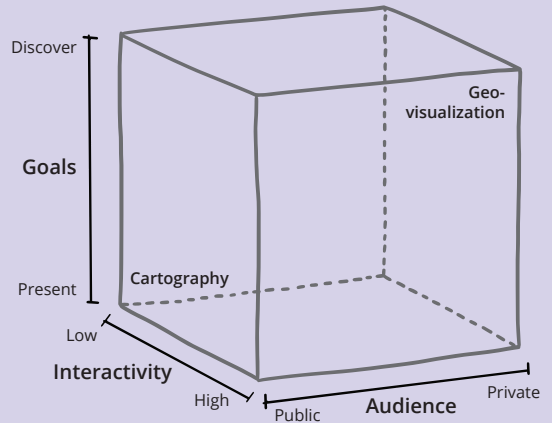 Discover
Geo-
visualization
Goals
Cartography
Present
Low
Interactivity
High
Public
Audience
Private